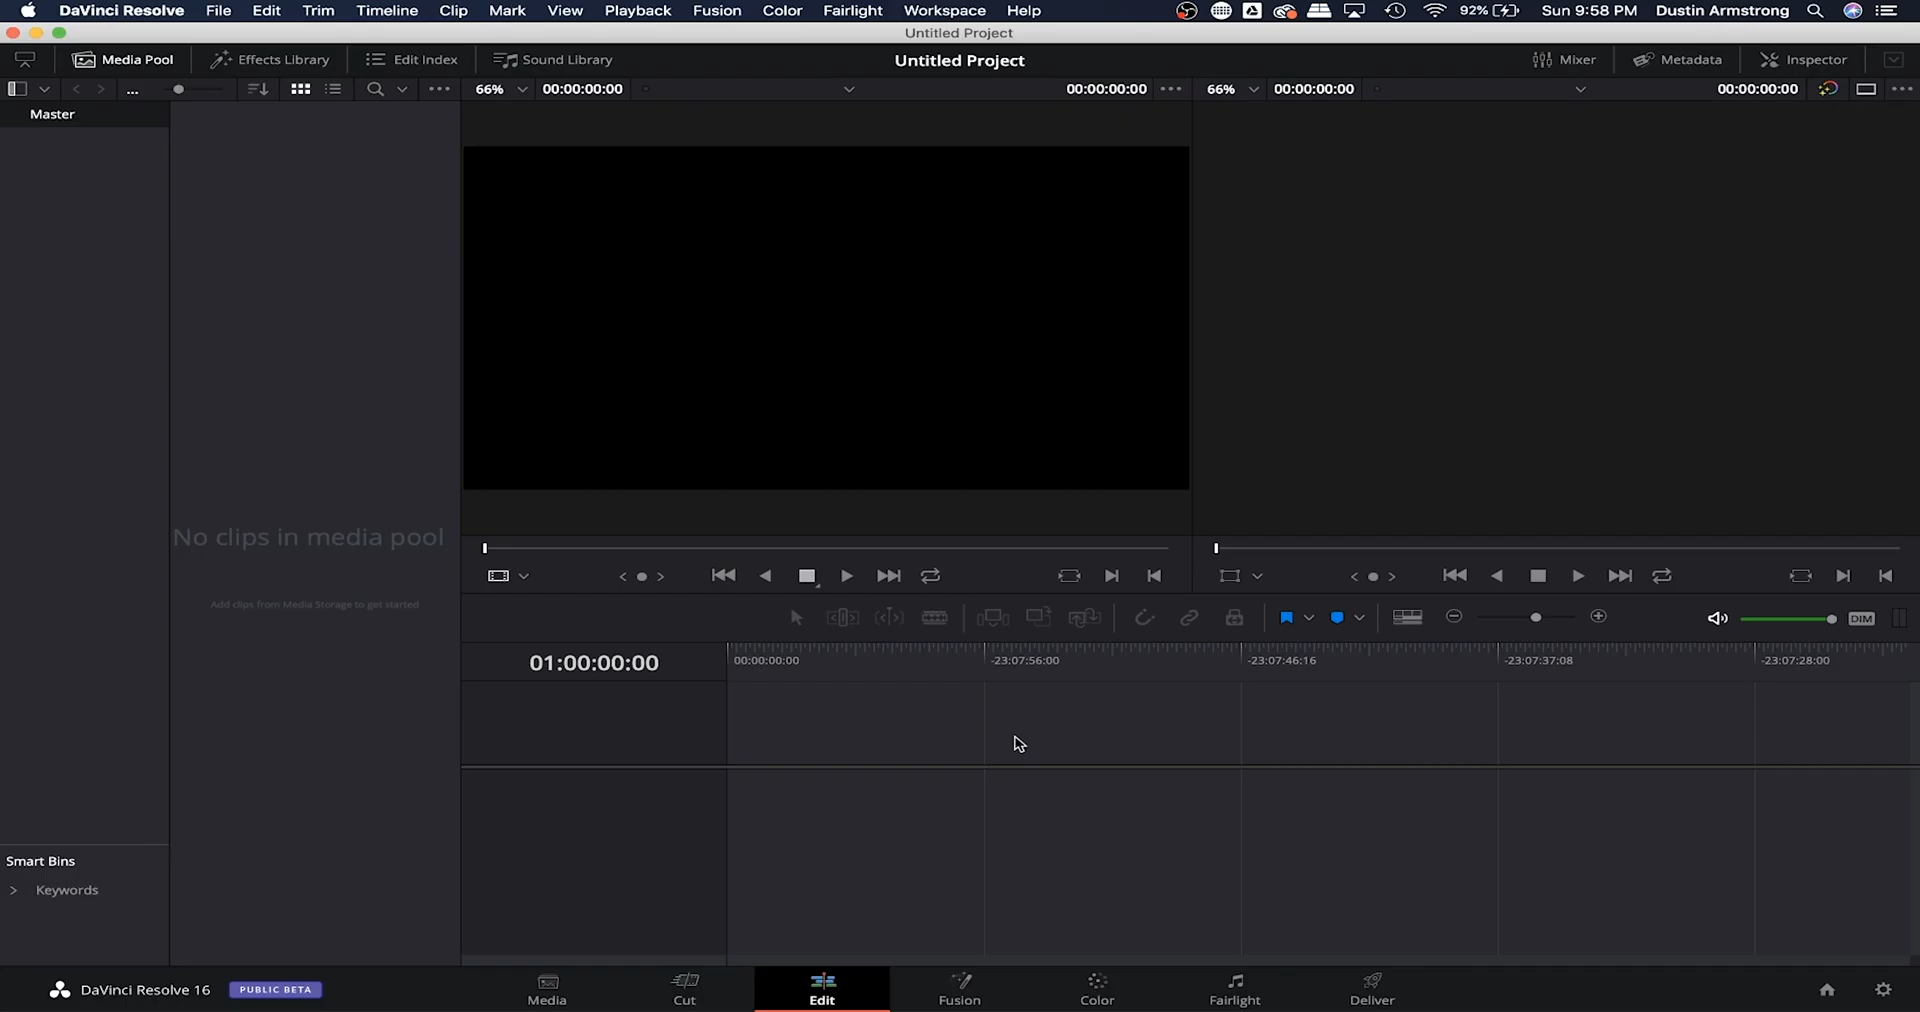 DaVinci Resolve File Edit Trim Timeline Clip Mark View Playback Fusion Color Fairlight Workspace Help 92% Sun 9:58 PM Dustin Armstrong
Untitled Project
Media Pool Effects Library Edit Index Sound Library Untitled Project Mixer Metadata Inspector
... 66% 00:00:00:00 00:00:00:00 66% 00:00:00:00 00:00:00:00
Master
No clips in media pool
Add clips from Media Storage to get started
DIM
01:00:00:00 00:00:00:00 -23:07:56:00 -23:07:46:16 -23:07:37:08 -23:07:28:00
Smart Bins
Keywords
DaVinci Resolve 16 PUBLIC BETA Media Cut Edit Fusion Color Fairlight Deliver